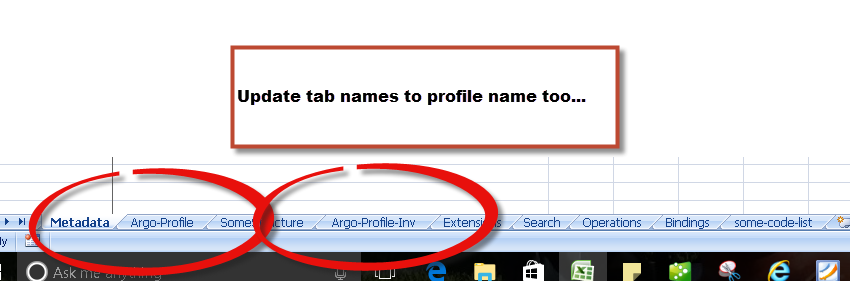 Update tab names to profile name too...
Metadata Argo-Profile Argo-Profile-Inv Extensions Search Operations Bindings some-code-list
Ask me anything